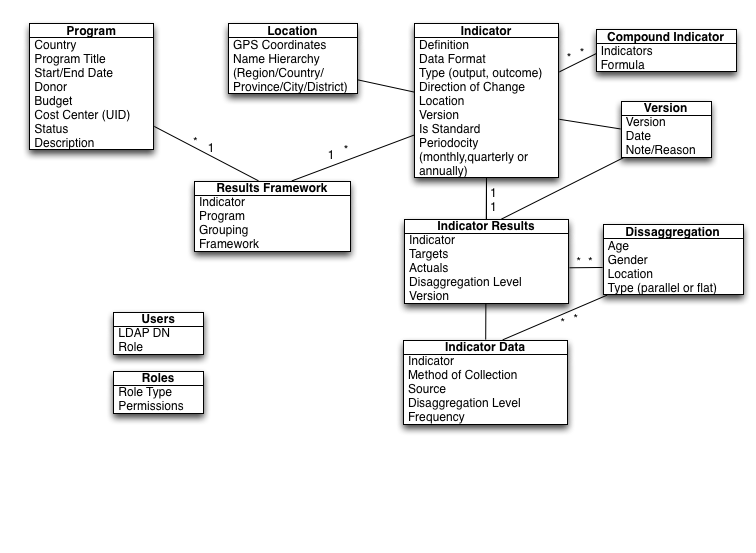 Program
Country
Program Title
Start/End Date
Donor
Budget
Cost Center (UID)
Status
Description
Location
GPS Coordinates
Name Hierarchy
(Region/Country/
Province/City/District)
Indicator
Definition
Data Format
Type (output, outcome)
Direction of Change
Location
Version
Is Standard
Periodocity
(monthly,quarterly or
annually)
* *
Compound Indicator
Indicators
Formula
Version
Version
Date
Note/Reason
* 1
1 *
Results Framework
Indicator
Program
Grouping
Framework
1
1
Indicator Results
Indicator
Targets
Actuals
Disaggregation Level
Version
* *
Dissaggregation
Age
Gender
Location
Type (parallel or flat)
* *
Users
LDAP DN
Role
Roles
Role Type
Permissions
Indicator Data
Indicator
Method of Collection
Source
Disaggregation Level
Frequency